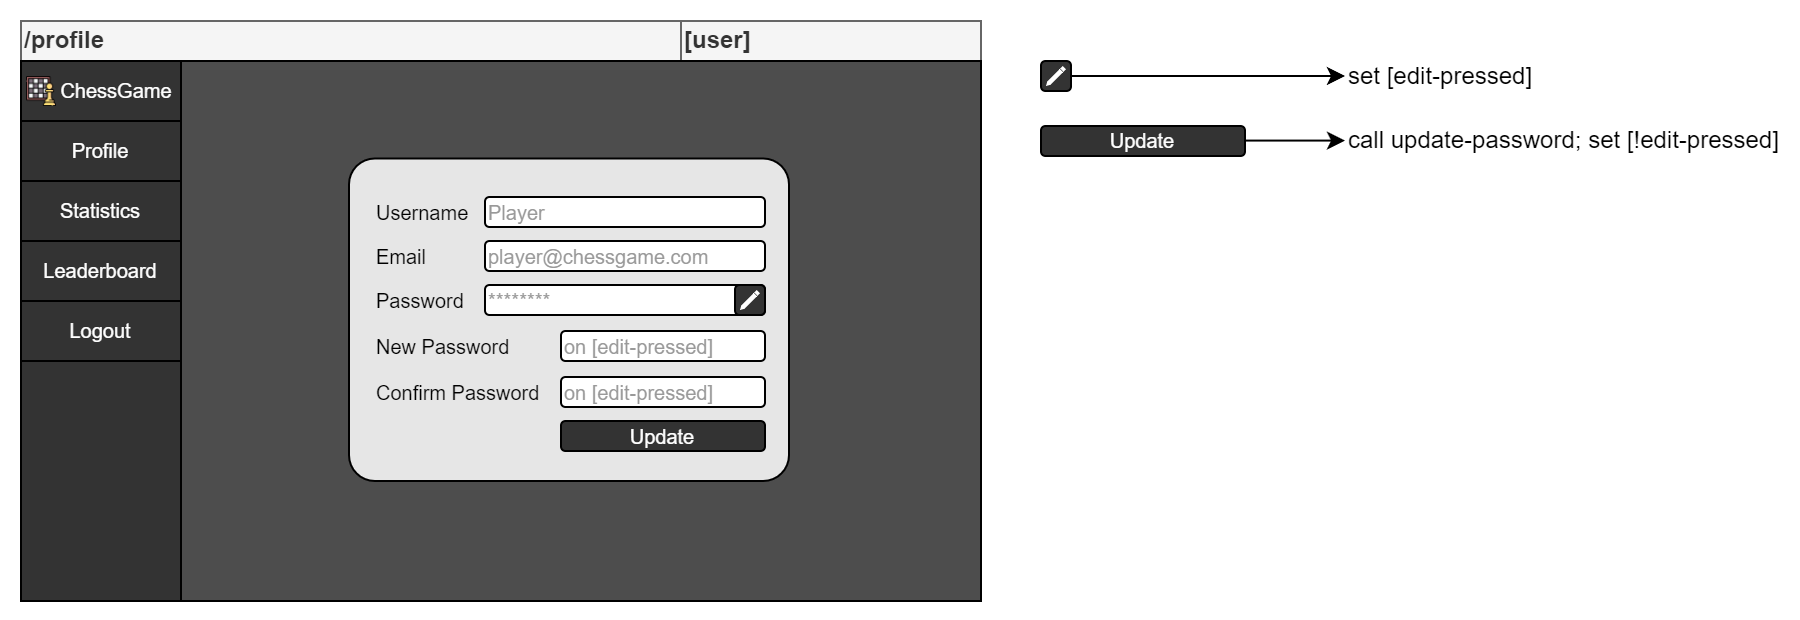 /profile
[user]
ChessGame
Profile
Statistics
Leaderboard
Logout
Username
Player
Email
player@chessgame.com
Password
********
New Password
on [edit-pressed]
Confirm Password
on [edit-pressed]
Update
set [edit-pressed]
Update
call update-password; set [!edit-pressed]